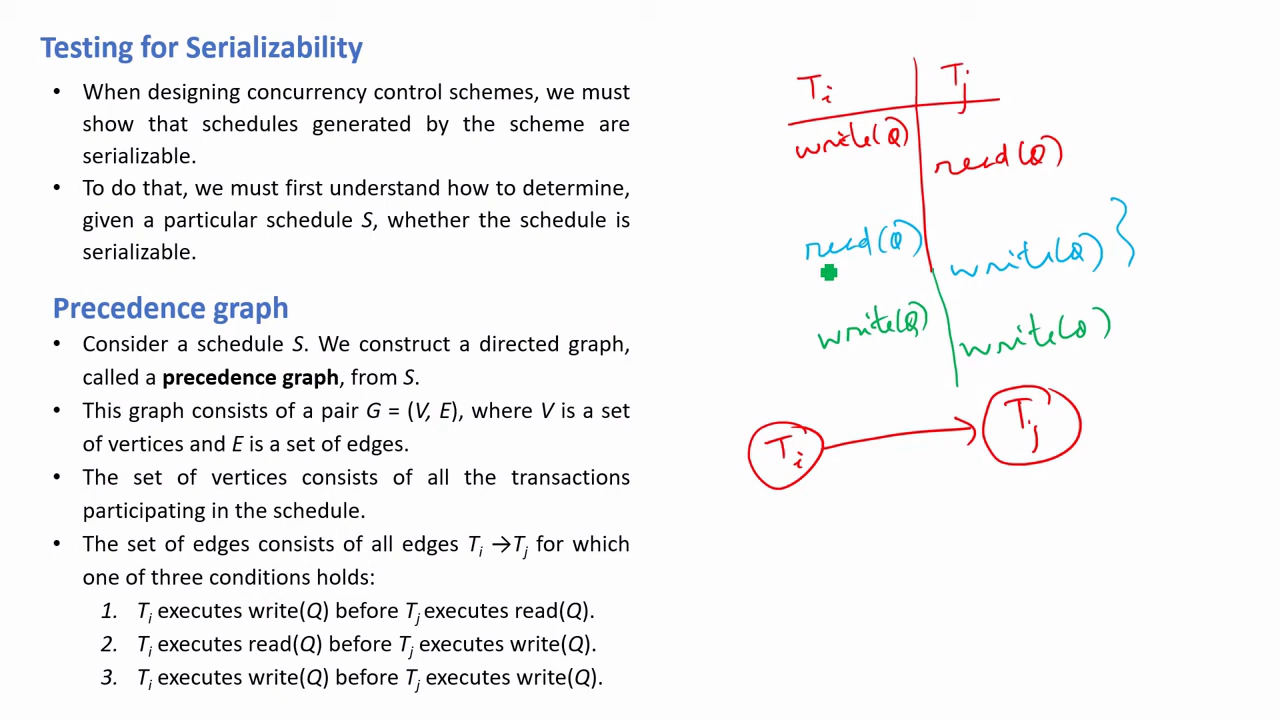 Testing for Serializability
• When designing concurrency control schemes, we must
show that schedules generated by the scheme are
serializable.
• To do that, we must first understand how to determine,
given a particular schedule S, whether the schedule is
serializable.
Precedence graph
• Consider a schedule S. We construct a directed graph,
called a precedence graph, from S.
• This graph consists of a pair G = (V, E), where V is a set
of vertices and E is a set of edges.
• The set of vertices consists of all the transactions
participating in the schedule.
• The set of edges consists of all edges Ti →Tj for which
one of three conditions holds:
1. Ti executes write(Q) before Tj executes read(Q).
2. Ti executes read(Q) before Tj executes write(Q).
3. Ti executes write(Q) before Tj executes write(Q).
Ti Tj
write(Q) read(Q)
read(Q) write(Q)
write(Q) write(Q)
Ti Tj